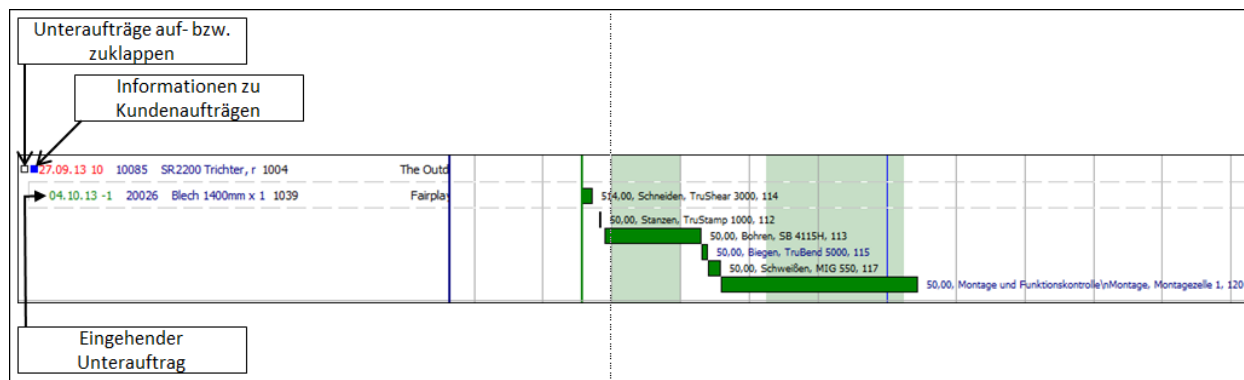 Unteraufträge auf- bzw.
zuklappen
Informationen zu
Kundenaufträgen
27.09.13 10 10085 SR2200 Trichter, r 1004 The Outd
04.10.13 -1 20026 Blech 1400mm x 1 1039 Fairplay
514,00, Schneiden, TruShear 3000, 114
50,00, Stanzen, TruStamp 1000, 112
50,00, Bohren, SB 4115H, 113
50,00, Biegen, TruBend 5000, 115
50,00, Schweißen, MIG 550, 117
50,00, Montage und Funktionskontrolle\nMontage, Montagezelle 1, 120
Eingehender
Unterauftrag